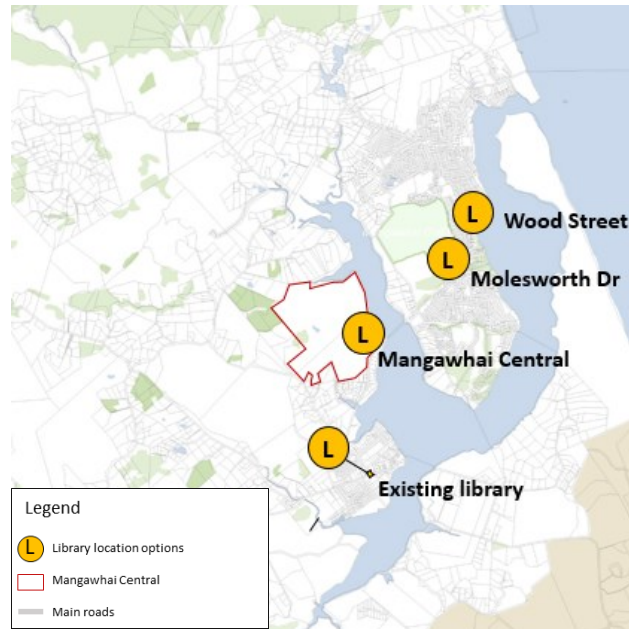 L
Wood Street
L
Molesworth Dr
L
Mangawhai Central
L
Existing library
Legend
L Library location options
Mangawhai Central
Main roads